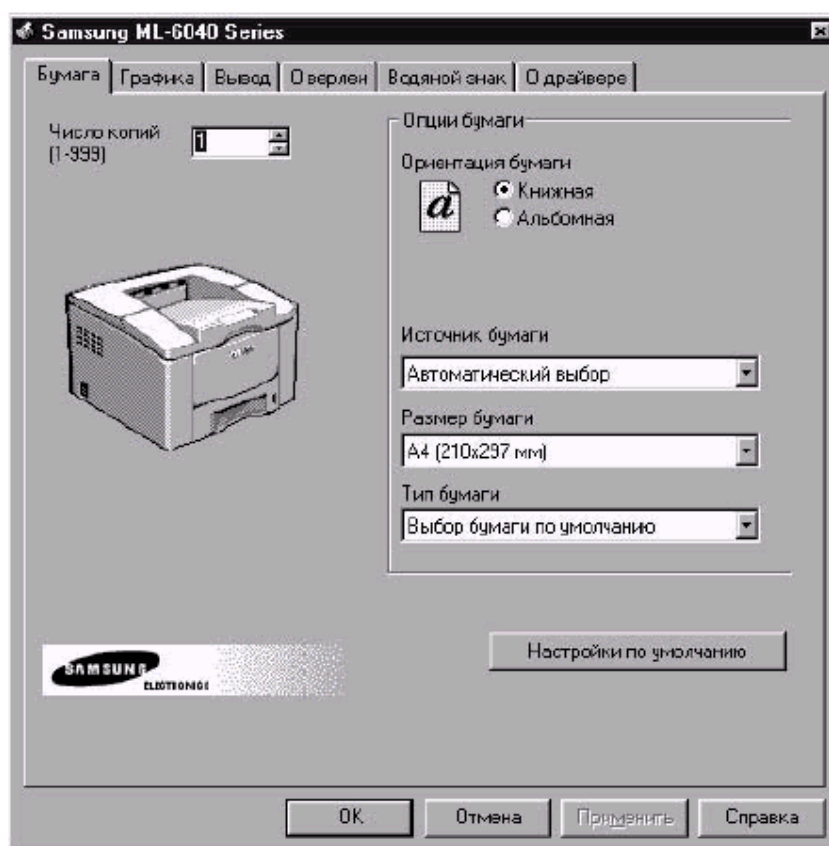 Samsung ML-6040 Series
Бумага Графика Вывод Оверлеи Водяной знак О драйвере
Число копий
(1-999)
1
Опции бумаги
Ориентация бумаги
a
Книжная
Альбомная
Источник бумаги
Автоматический выбор
Размер бумаги
A4 (210x297 мм)
Тип бумаги
Выбор бумаги по умолчанию
SAMSUNG
ELECTRONICS
Настройки по умолчанию
OK Отмена Применить Справка